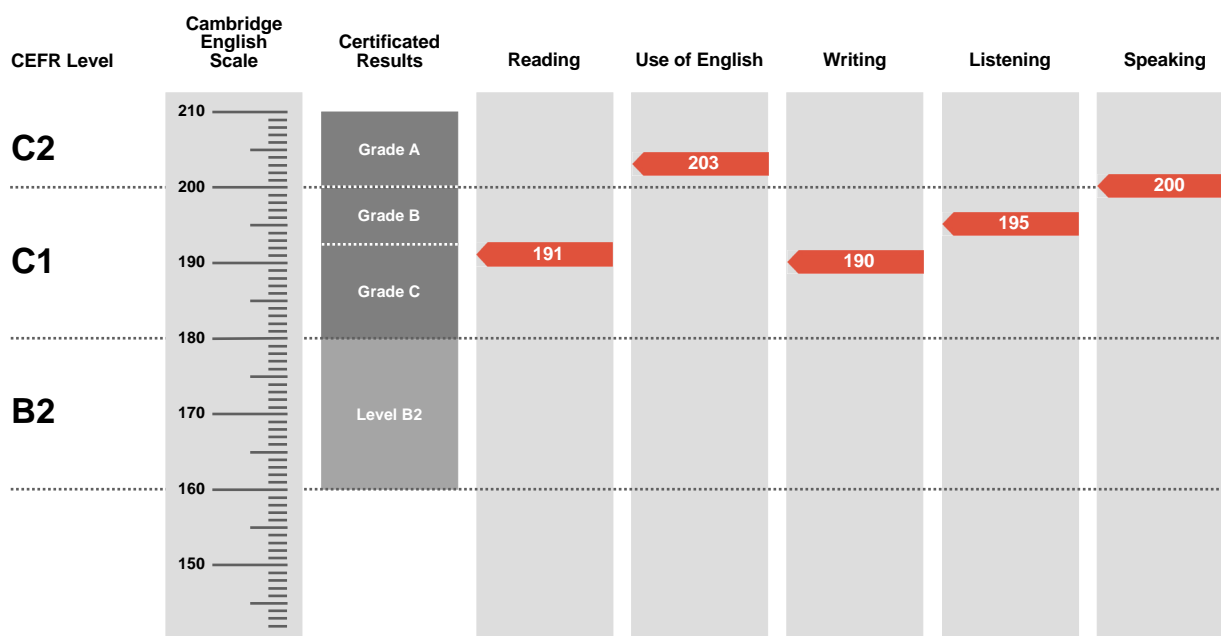 CEFR Level
Cambridge
English
Scale
Certificated
Results
Reading
Use of English
Writing
Listening
Speaking
210
C2
Grade A
203
200
200
Grade B
195
C1
191
190
190
Grade C
180
B2
170
Level B2
160
150